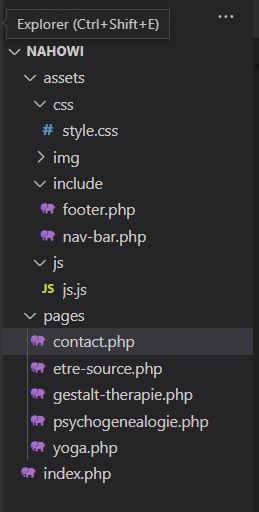 Explorer (Ctrl+Shift+E)
NAHOWI
assets
css
# style.css
img
include
footer.php
nav-bar.php
js
JS js.js
pages
contact.php
etre-source.php
gestalt-therapie.php
psychogenealogie.php
yoga.php
index.php